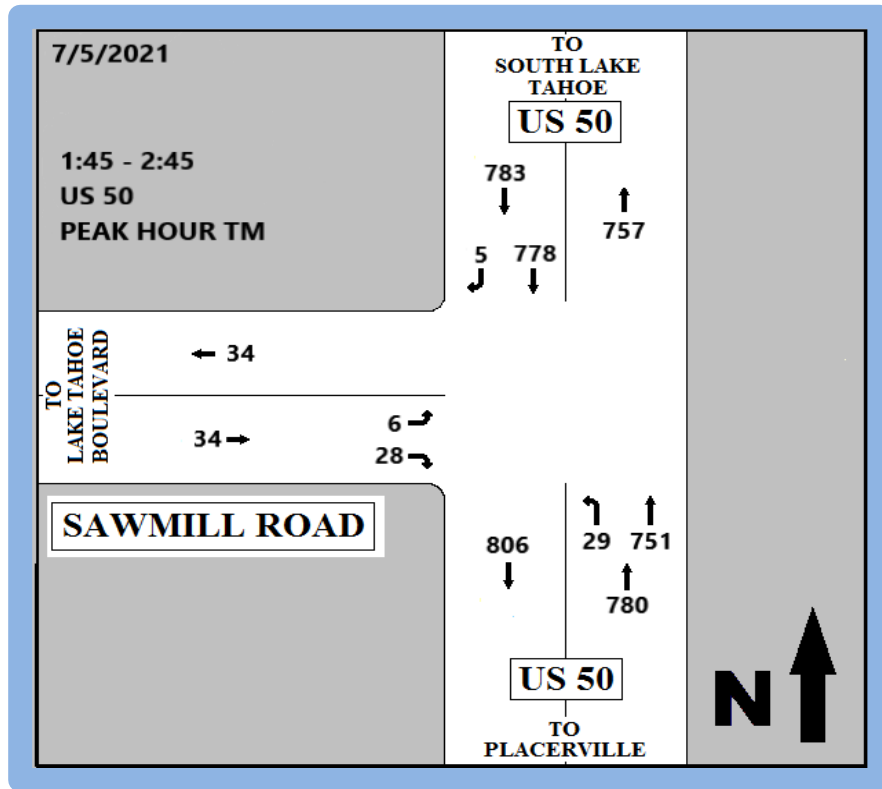 7/5/2021
1:45 - 2:45
US 50
PEAK HOUR TM
TO
SOUTH LAKE
TAHOE
US 50
783
757
5 778
34
TO
LAKE TAHOE
BOULEVARD
34
6
28
SAWMILL ROAD
806
29 751
780
US 50
TO
PLACERVILLE
N